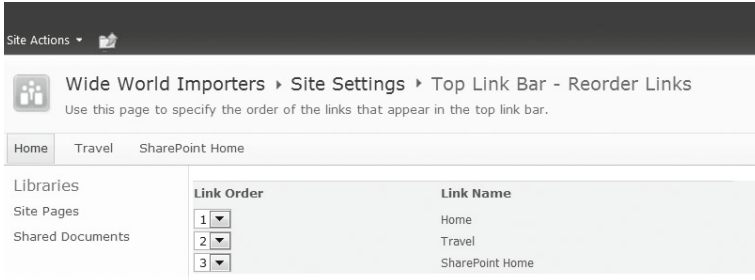 Site Actions
Wide World Importers Site Settings Top Link Bar - Reorder Links
Use this page to specify the order of the links that appear in the top link bar.
Home Travel SharePoint Home
Libraries
Site Pages
Shared Documents
Link Order Link Name
1 Home
2 Travel
3 SharePoint Home